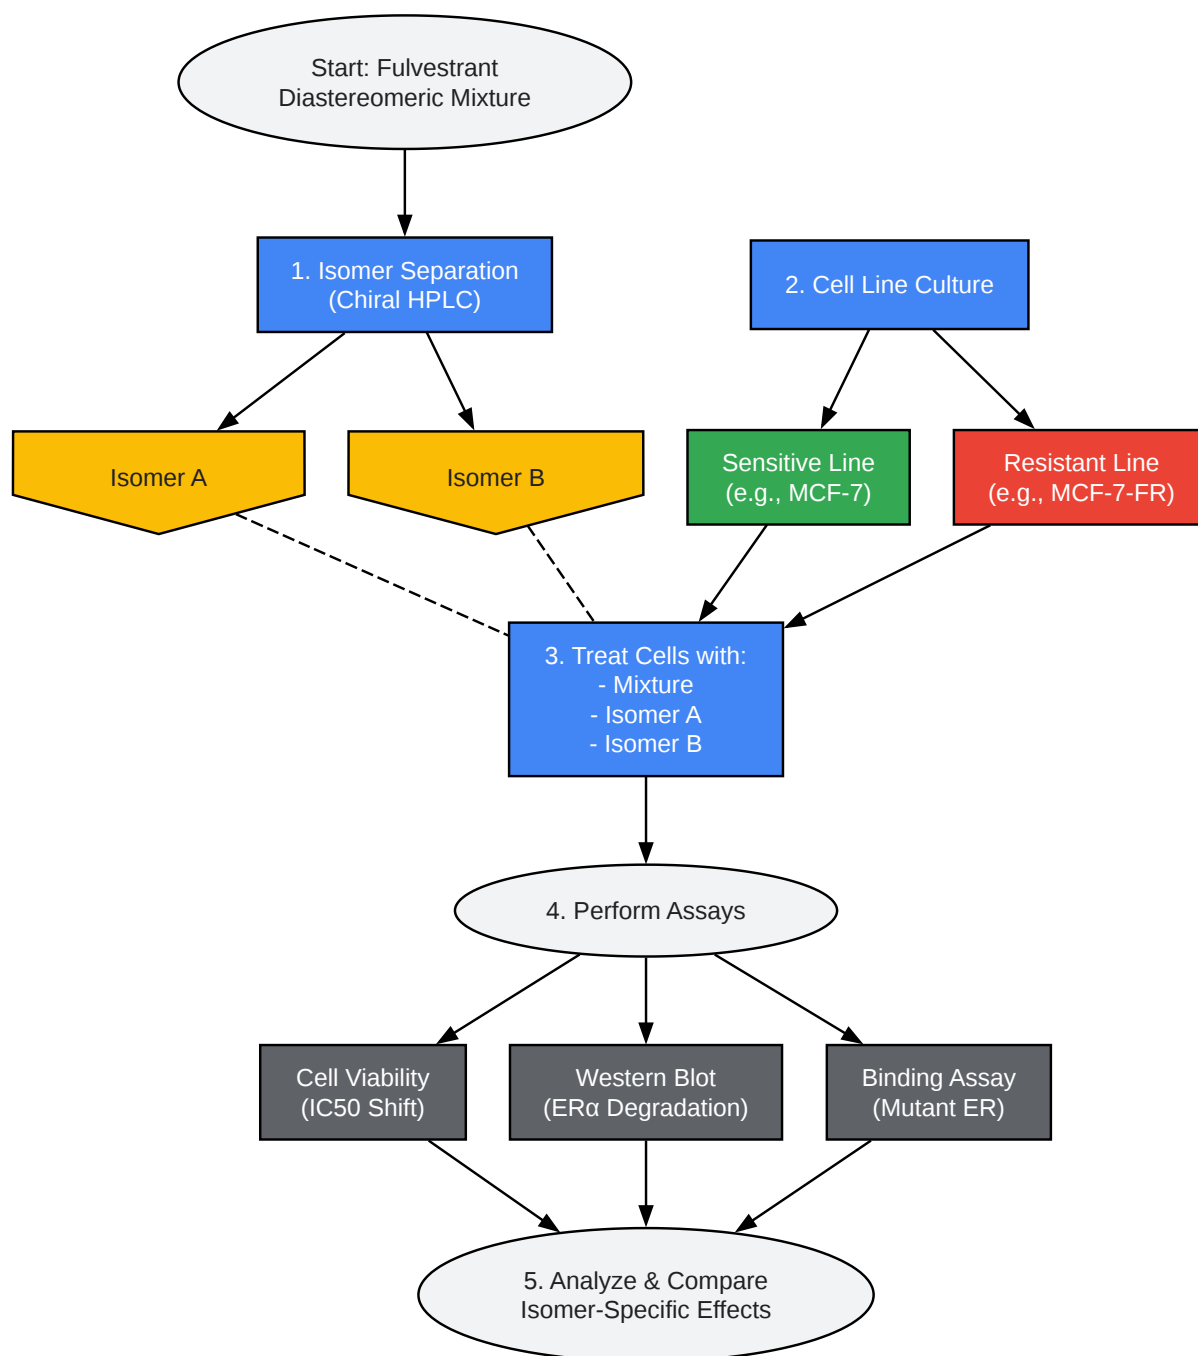 Start: Fulvestrant
Diastereomeric Mixture
1. Isomer Separation
(Chiral HPLC)
2. Cell Line Culture
Isomer A
Isomer B
Sensitive Line
(e.g., MCF-7)
Resistant Line
(e.g., MCF-7-FR)
3. Treat Cells with:
- Mixture
- Isomer A
- Isomer B
4. Perform Assays
Cell Viability
(IC50 Shift)
Western Blot
(ERα Degradation)
Binding Assay
(Mutant ER)
5. Analyze & Compare
Isomer-Specific Effects